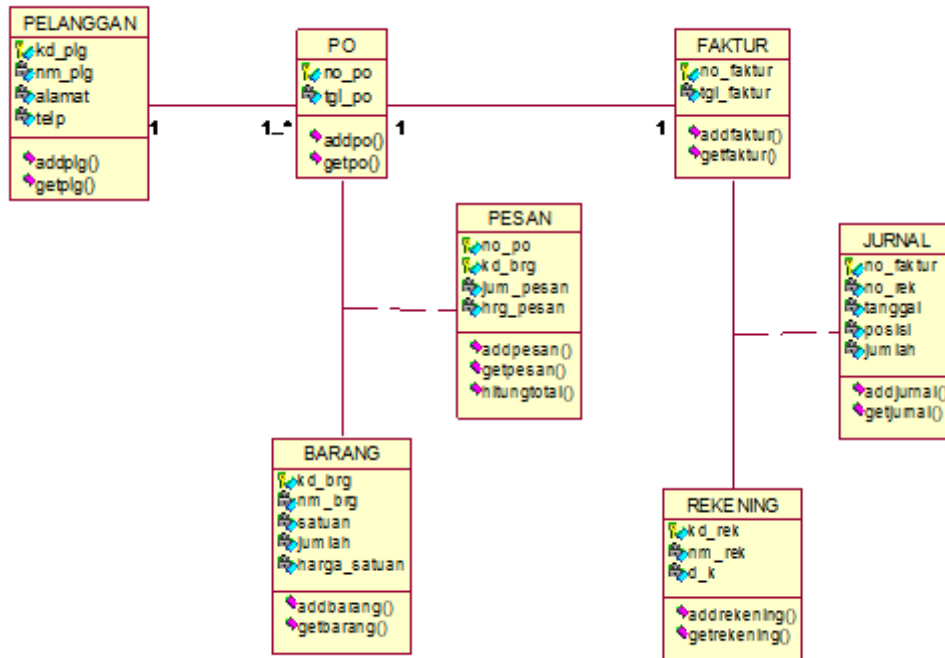 PELANGGAN
kd_plg
nm_plg
alamat
telp
addplg()
getplg()
1
1..*
PO
no_po
tgl_po
addpo()
getpo()
1
1
FAKTUR
no_faktur
tgl_faktur
addfaktur()
getfaktur()
PESAN
no_po
kd_brg
jum_pesan
hrg_pesan
addpesan()
getpesan()
hitungtotal()
JURNAL
no_faktur
no_rek
tanggal
posisi
jumlah
addjurnal()
getjurnal()
BARANG
kd_brg
nm_brg
satuan
jumlah
harga_satuan
addbarang()
getbarang()
REKENING
kd_rek
nm_rek
d_k
addrekening()
getrekening()